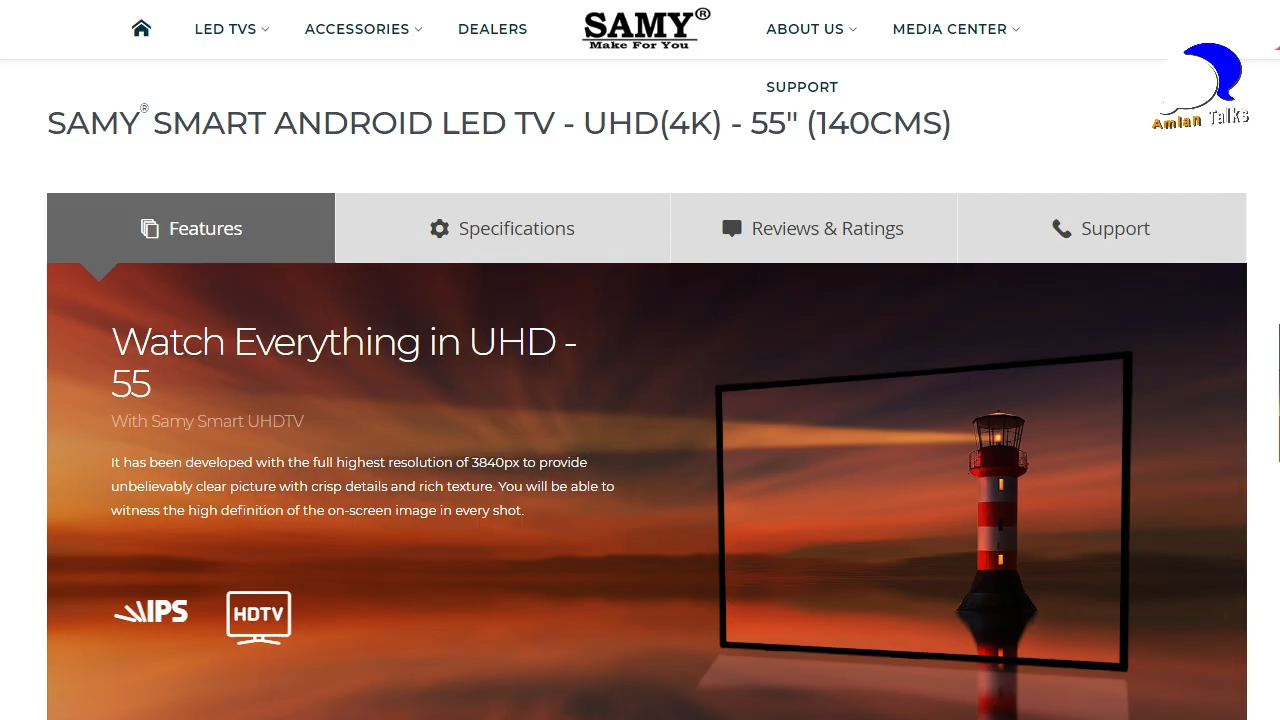 LED TVS
ACCESSORIES
DEALERS
SAMY®
Make For You
ABOUT US
MEDIA CENTER
SUPPORT
SAMY® SMART ANDROID LED TV - UHD(4K) - 55" (140CMS)
Amlan Talks
Features
Specifications
Reviews & Ratings
Support
Watch Everything in UHD -
55
With Samy Smart UHDTV
It has been developed with the full highest resolution of 3840px to provide
unbelievably clear picture with crisp details and rich texture. You will be able to
witness the high definition of the on-screen image in every shot.
IPS
HDTV